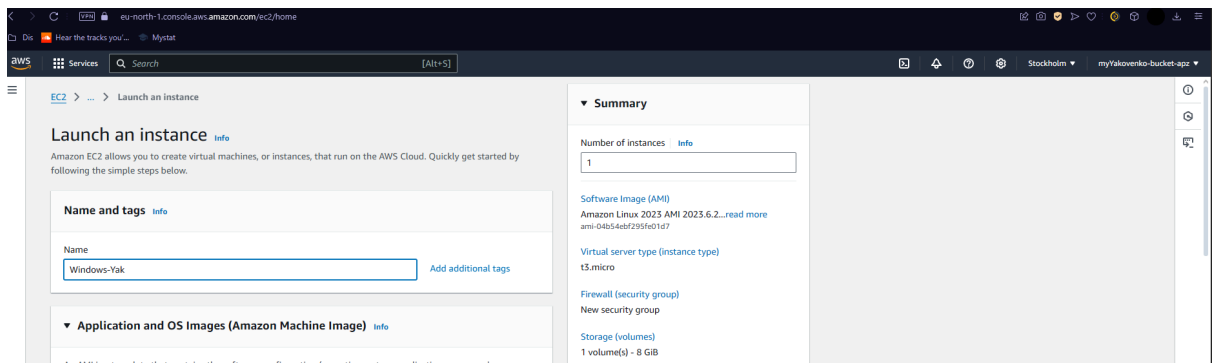 VPN eu-north-1.console.aws.amazon.com/ec2/home
Dis Hear the tracks you'... Mystat
aws Services Search [Alt+S] Stockholm myYakovenko-bucket-apz
EC2 > ... > Launch an instance
Launch an instance Info
Amazon EC2 allows you to create virtual machines, or instances, that run on the AWS Cloud. Quickly get started by
following the simple steps below.
Name and tags Info
Name
Windows-Yak Add additional tags
Application and OS Images (Amazon Machine Image) Info
Summary
Number of instances Info
1
Software Image (AMI)
Amazon Linux 2023 AMI 2023.6.2...read more
ami-04b54ebf295fe01d7
Virtual server type (instance type)
t3.micro
Firewall (security group)
New security group
Storage (volumes)
1 volume(s) - 8 GiB